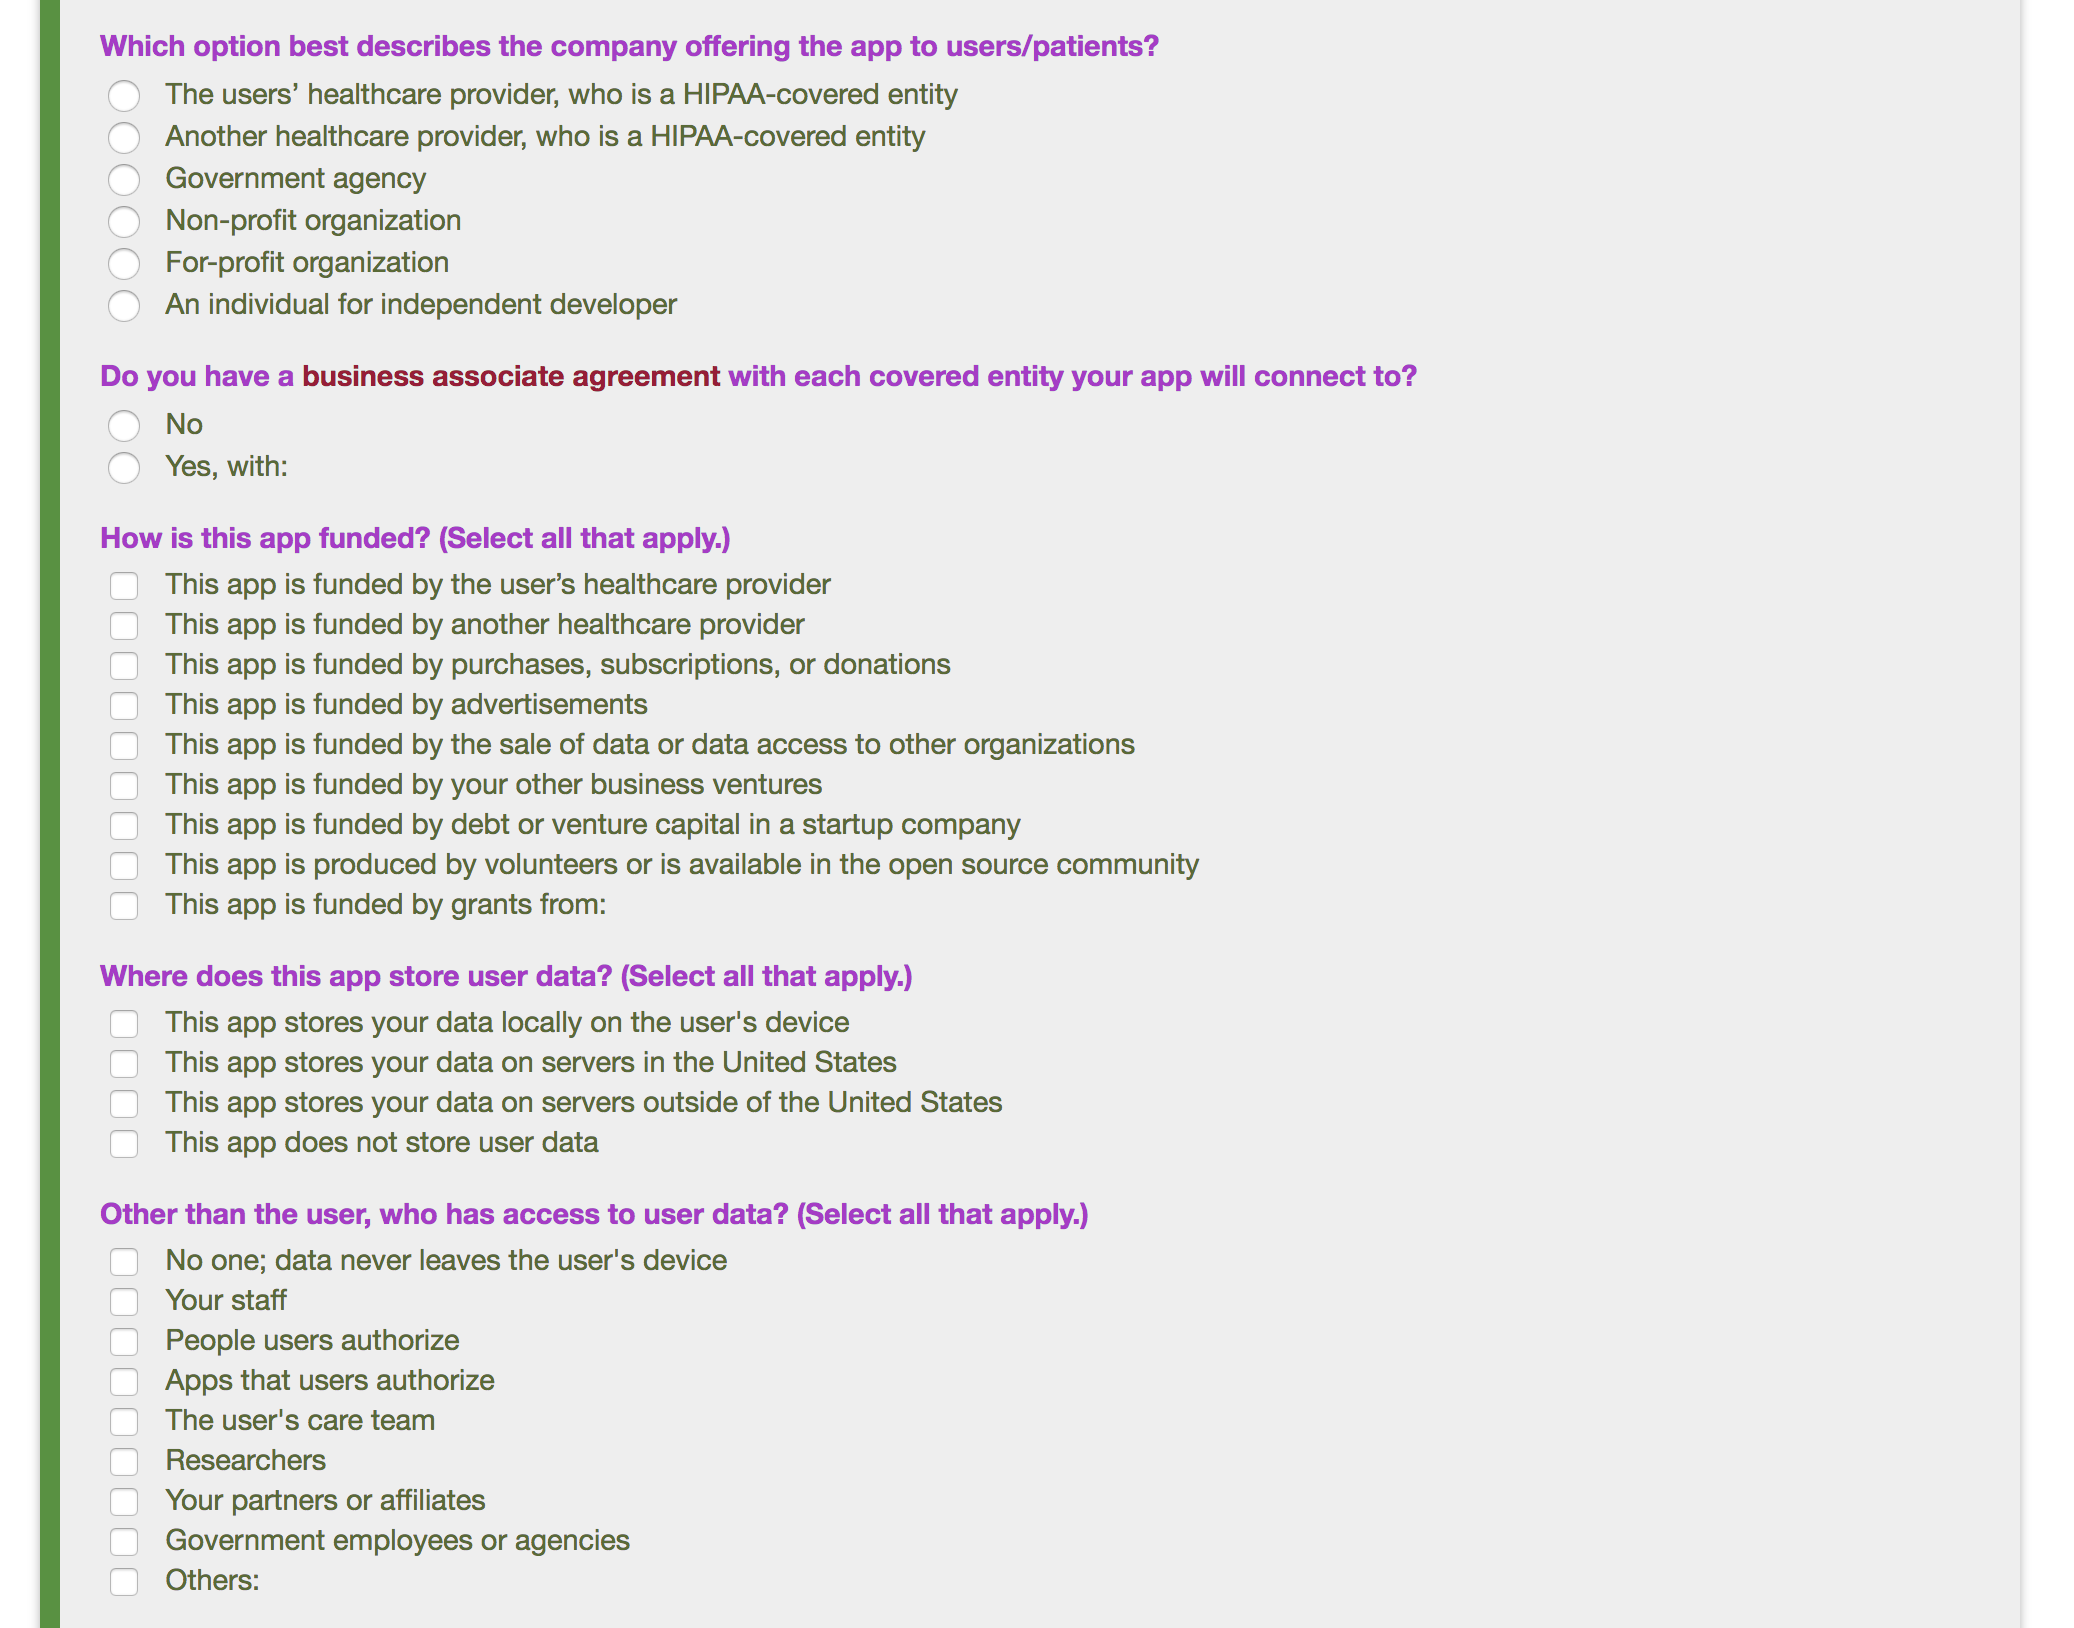 Which option best describes the company offering the app to users/patients?
The users’ healthcare provider, who is a HIPAA-covered entity
Another healthcare provider, who is a HIPAA-covered entity
Government agency
Non-profit organization
For-profit organization
An individual for independent developer
Do you have a business associate agreement with each covered entity your app will connect to?
No
Yes, with:
How is this app funded? (Select all that apply.)
This app is funded by the user’s healthcare provider
This app is funded by another healthcare provider
This app is funded by purchases, subscriptions, or donations
This app is funded by advertisements
This app is funded by the sale of data or data access to other organizations
This app is funded by your other business ventures
This app is funded by debt or venture capital in a startup company
This app is produced by volunteers or is available in the open source community
This app is funded by grants from:
Where does this app store user data? (Select all that apply.)
This app stores your data locally on the user's device
This app stores your data on servers in the United States
This app stores your data on servers outside of the United States
This app does not store user data
Other than the user, who has access to user data? (Select all that apply.)
No one; data never leaves the user's device
Your staff
People users authorize
Apps that users authorize
The user's care team
Researchers
Your partners or affiliates
Government employees or agencies
Others: